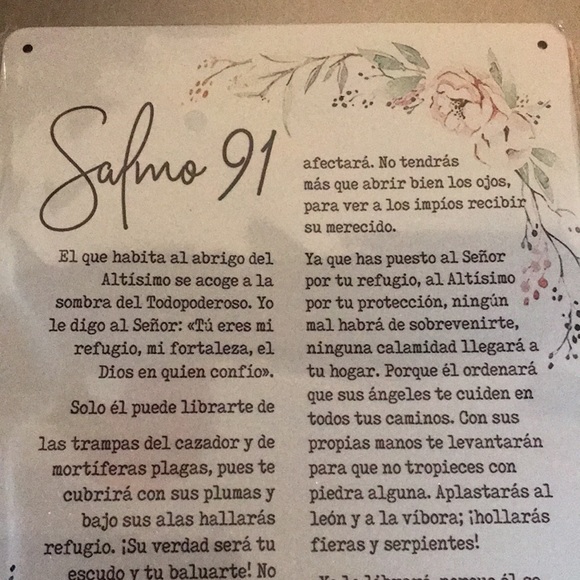 Salmo 91
El que habita al abrigo del
Altísimo se acoge a la
sombra del Todopoderoso. Yo
le digo al Señor: «Tú eres mi
refugio, mi fortaleza, el
Dios en quien confío».
Solo él puede librarte de
las trampas del cazador y de
mortíferas plagas, pues te
cubrirá con sus plumas y
bajo sus alas hallarás
refugio. ¡Su verdad será tu
escudo y tu baluarte! No
afectará. No tendrás
más que abrir bien los ojos,
para ver a los impíos recibir
su merecido.
Ya que has puesto al Señor
por tu refugio, al Altísimo
por tu protección, ningún
mal habrá de sobrevenirte,
ninguna calamidad llegará a
tu hogar. Porque él ordenará
que sus ángeles te cuiden en
todos tus caminos. Con sus
propias manos te levantarán
para que no tropieces con
piedra alguna. Aplastarás al
león y a la víbora; ¡hollarás
fieras y serpientes!